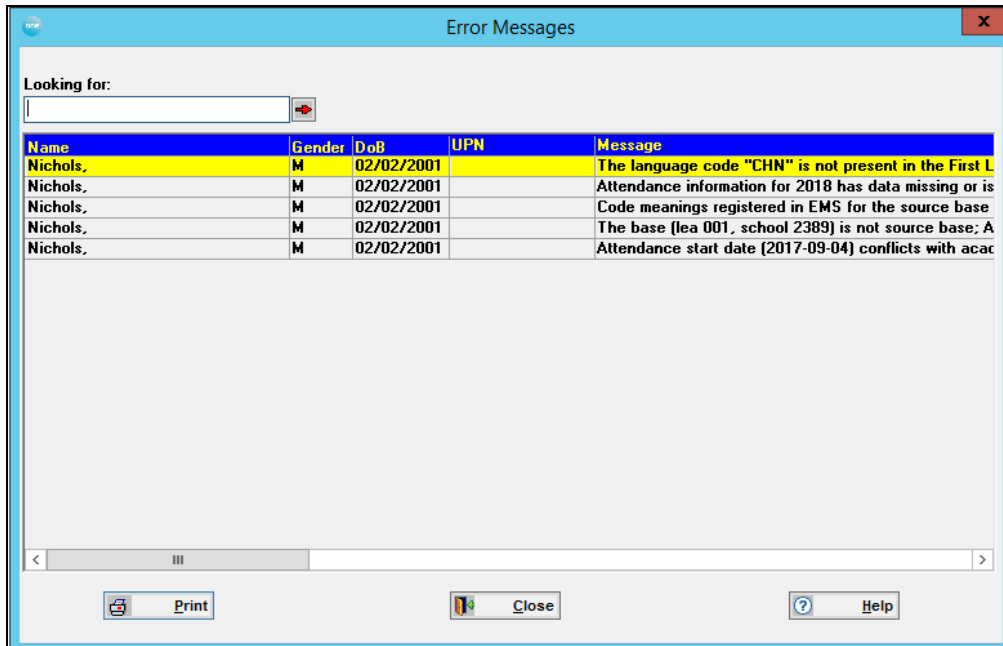 one
Error Messages
x
Looking for:
Name Gender DoB UPN Message
Nichols, M 02/02/2001 The language code "CHN" is not present in the First L
Nichols, M 02/02/2001 Attendance information for 2018 has data missing or is
Nichols, M 02/02/2001 Code meanings registered in EMS for the source base
Nichols, M 02/02/2001 The base (lea 001, school 2389) is not source base; A
Nichols, M 02/02/2001 Attendance start date (2017-09-04) conflicts with acad
Print Close ? Help